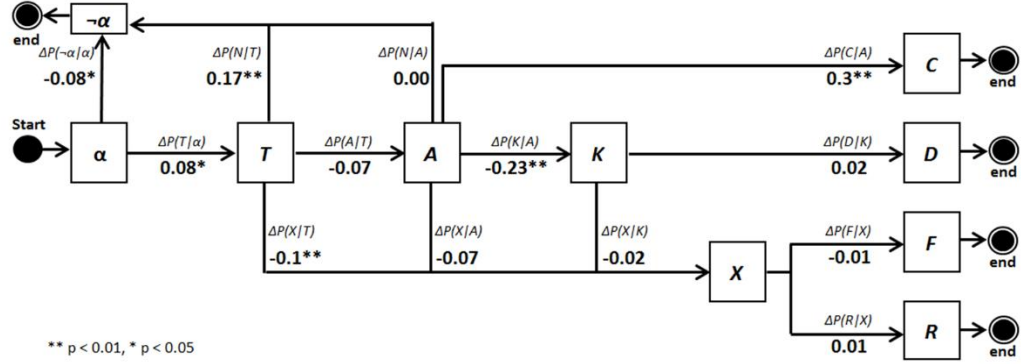 ¬α
end
ΔP(¬α|α)
-0.08*
ΔP(N|T)
0.17**
ΔP(N|A)
0.00
ΔP(C|A)
0.3**
C
end
Start
α
ΔP(T|α)
0.08*
T
ΔP(A|T)
-0.07
A
ΔP(K|A)
-0.23**
K
ΔP(D|K)
0.02
D
end
ΔP(X|T)
-0.1**
ΔP(X|A)
-0.07
ΔP(X|K)
-0.02
X
ΔP(F|X)
-0.01
F
end
ΔP(R|X)
0.01
R
end
** p < 0.01, * p < 0.05